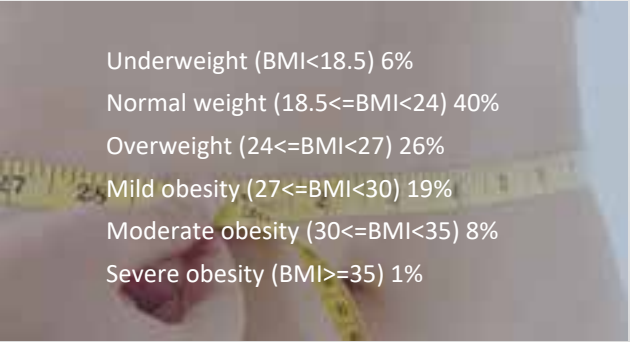 Underweight (BMI<18.5) 6%
Normal weight (18.5<=BMI<24) 40%
Overweight (24<=BMI<27) 26%
Mild obesity (27<=BMI<30) 19%
Moderate obesity (30<=BMI<35) 8%
Severe obesity (BMI>=35) 1%
27